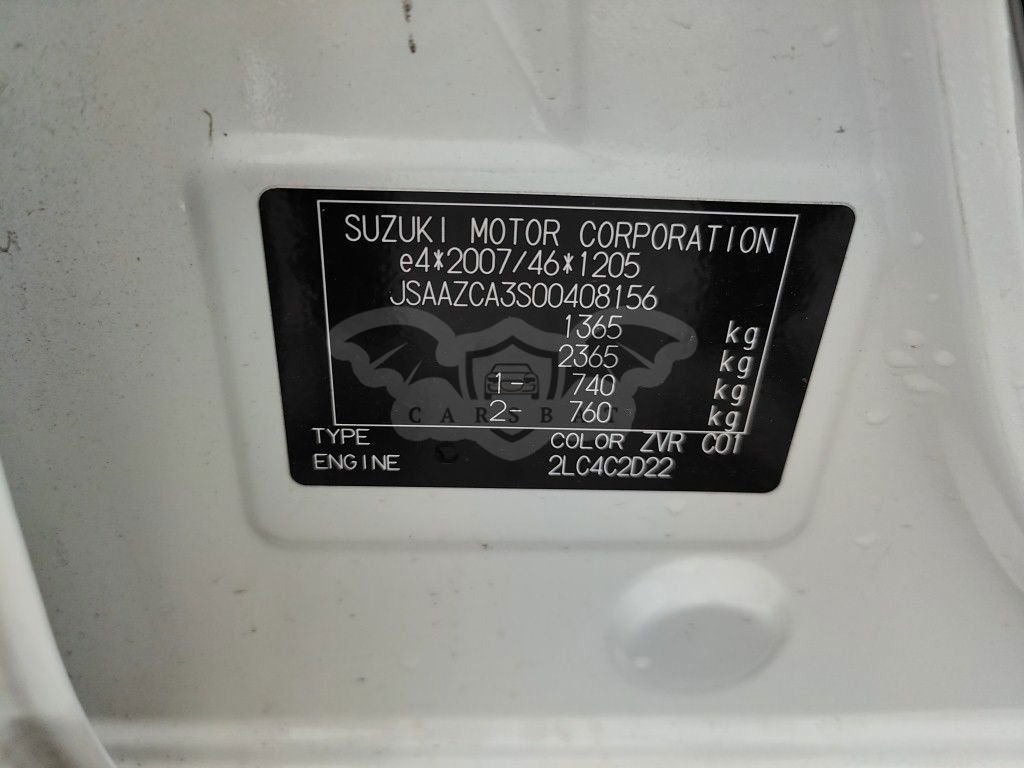 SUZUKI MOTOR CORPORATION
e4*2007/46*1205
JSAAZCA3S00408156
1365 kg
2365 kg
1- 740 kg
2- 760 kg
CARSBAT
TYPE COLOR ZVR C01
ENGINE 2LC4C2D22